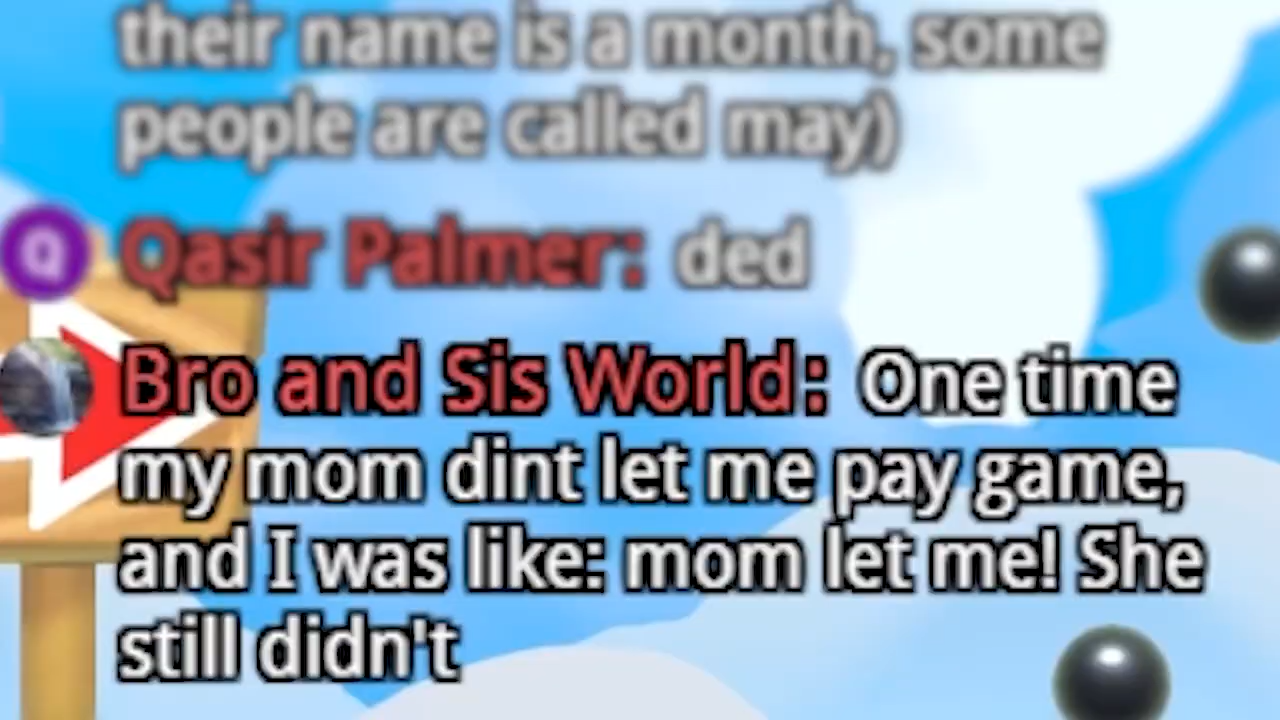 their name is a month, some
people are called may)
Q
Qasir Palmer: ded
Bro and Sis World: One time
my mom dint let me pay game,
and I was like: mom let me! She
still didn't